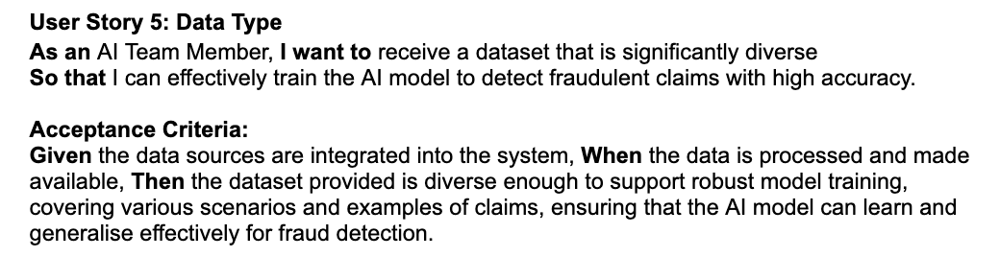 User Story 5: Data Type
As an AI Team Member, I want to receive a dataset that is significantly diverse
So that I can effectively train the AI model to detect fraudulent claims with high accuracy.
Acceptance Criteria:
Given the data sources are integrated into the system, When the data is processed and made
available, Then the dataset provided is diverse enough to support robust model training,
covering various scenarios and examples of claims, ensuring that the AI model can learn and
generalise effectively for fraud detection.